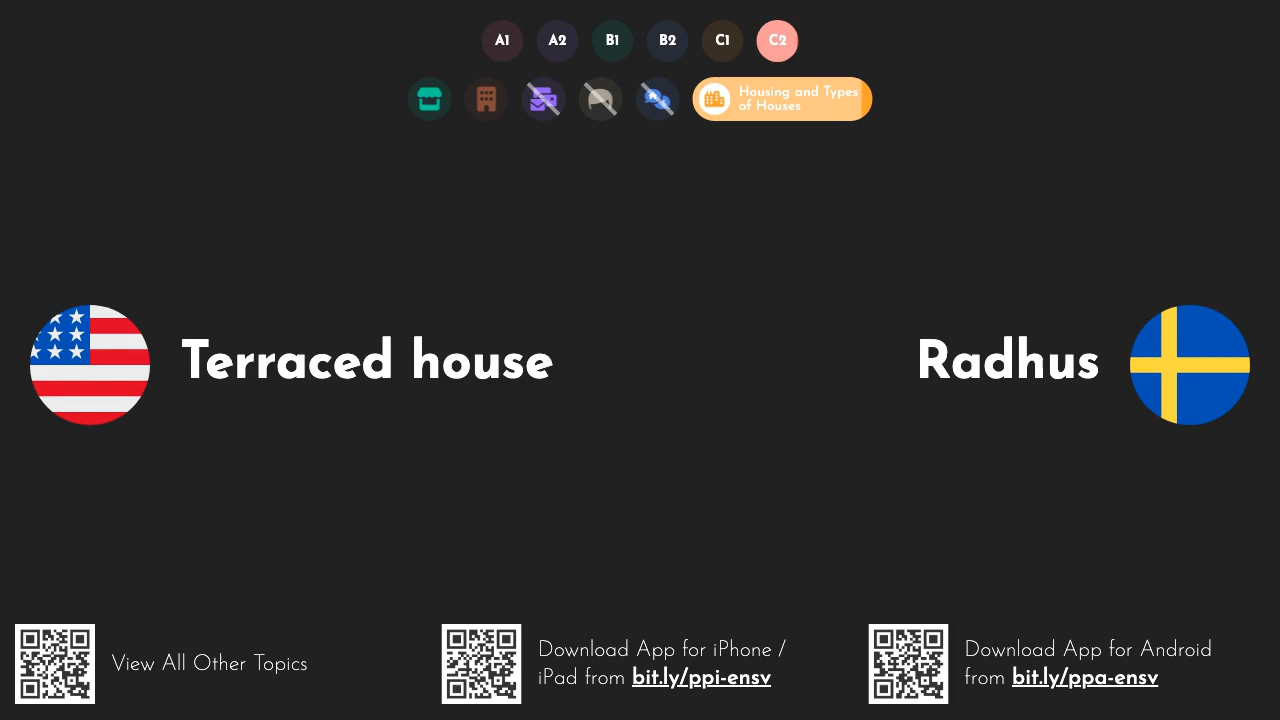 A1 A2 B1 B2 C1 C2
Housing and Types
of Houses
Terraced house
Radhus
View All Other Topics
Download App for iPhone /
iPad from bit.ly/ppi-ensv
Download App for Android
from bit.ly/ppa-ensv